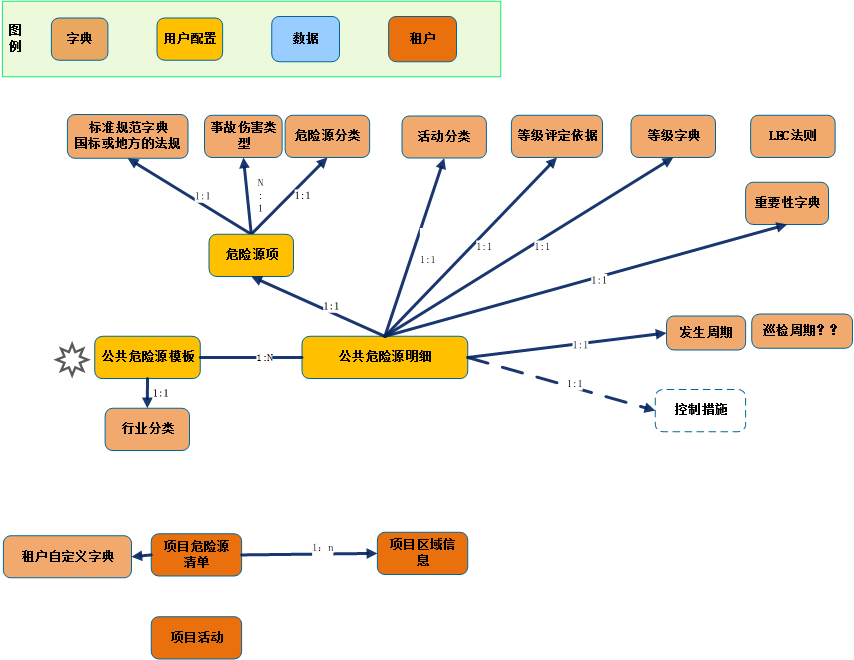 图
例
字典
用户配置
数据
租户
标准规范字典
国标或地方的法规
事故伤害类
型
危险源分类
活动分类
等级评定依据
等级字典
LEC法则
重要性字典
1:1
N
:
1
1:1
危险源项
1:1
1:1
1:1
1:1
1:1
公共危险源模板
1:N
公共危险源明细
1:1
发生周期
巡检周期？？
1:1
控制措施
1:1
行业分类
租户自定义字典
项目危险源
清单
1：n
项目区域信
息
项目活动